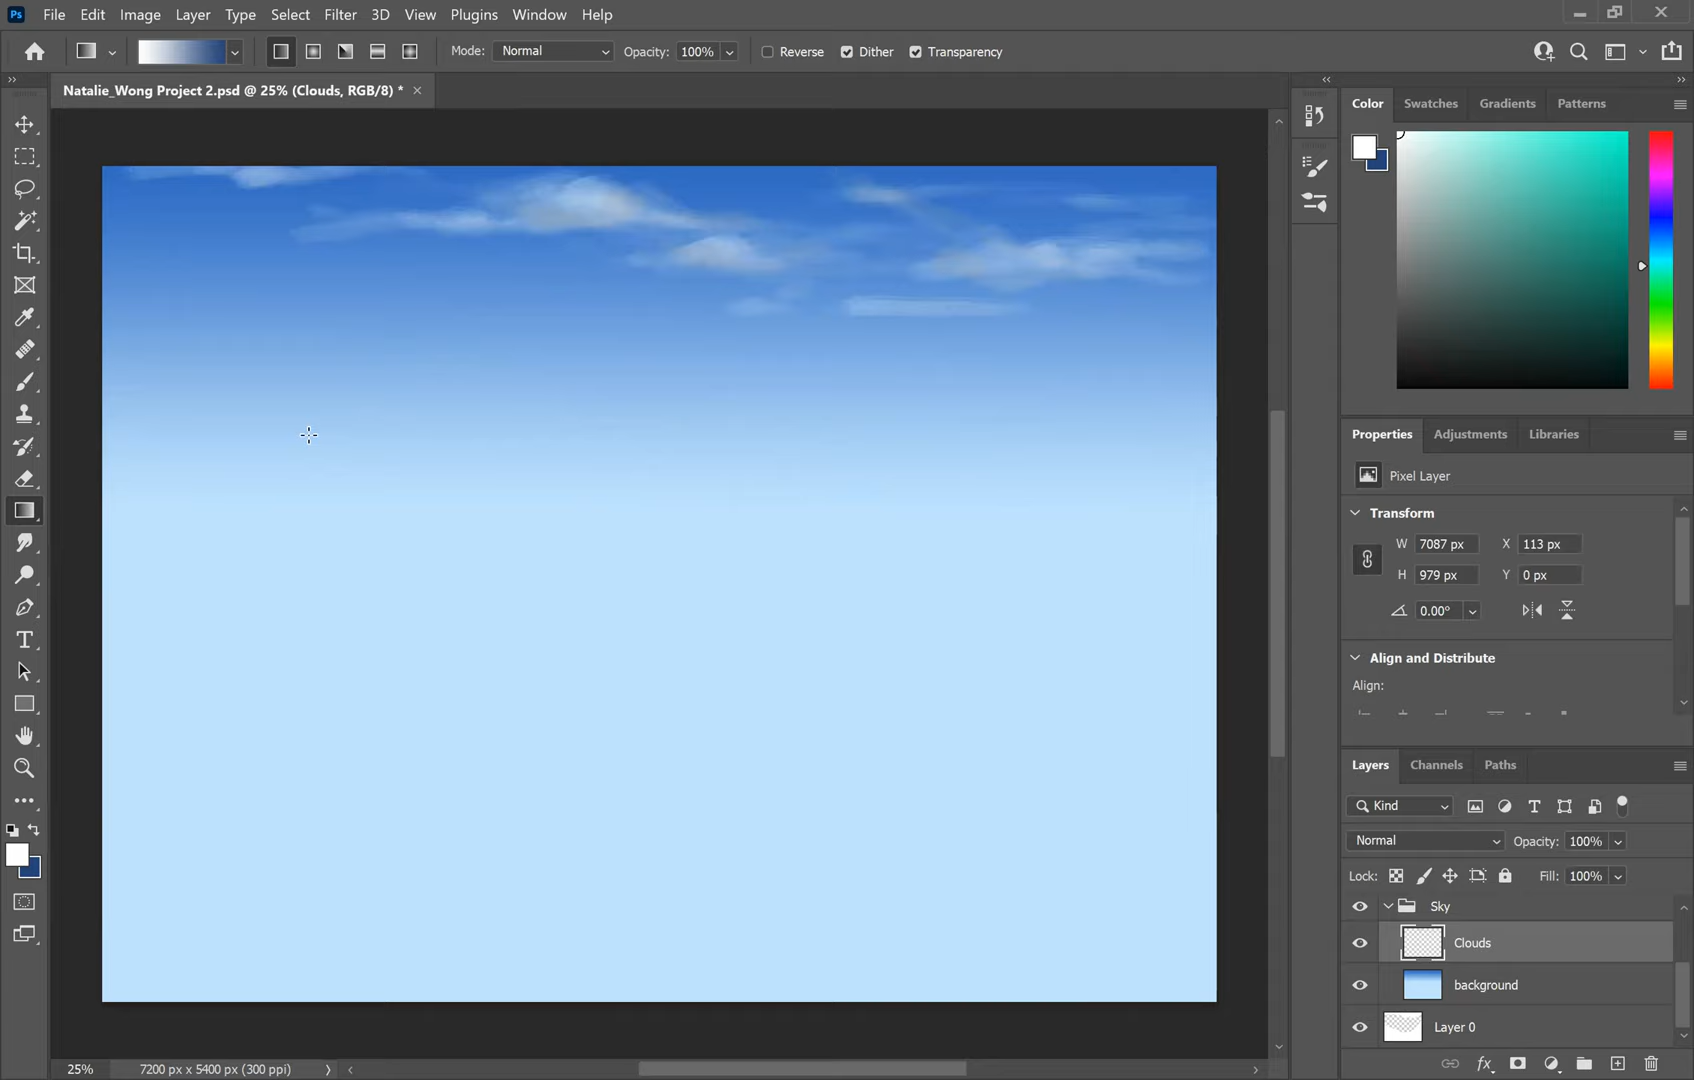 Ps File Edit Image Layer Type Select Filter 3D View Plugins Window Help
Mode: Normal Opacity: 100% Reverse Dither Transparency
Natalie_Wong Project 2.psd @ 25% (Clouds, RGB/8) *
Color Swatches Gradients Patterns
Properties Adjustments Libraries
Pixel Layer
Transform
W 7087 px X 113 px
H 979 px Y 0 px
0.00°
Align and Distribute
Align:
Layers Channels Paths
Kind
Normal Opacity: 100%
Lock: Fill: 100%
Sky
Clouds
background
Layer 0
25% 7200 px x 5400 px (300 ppi)